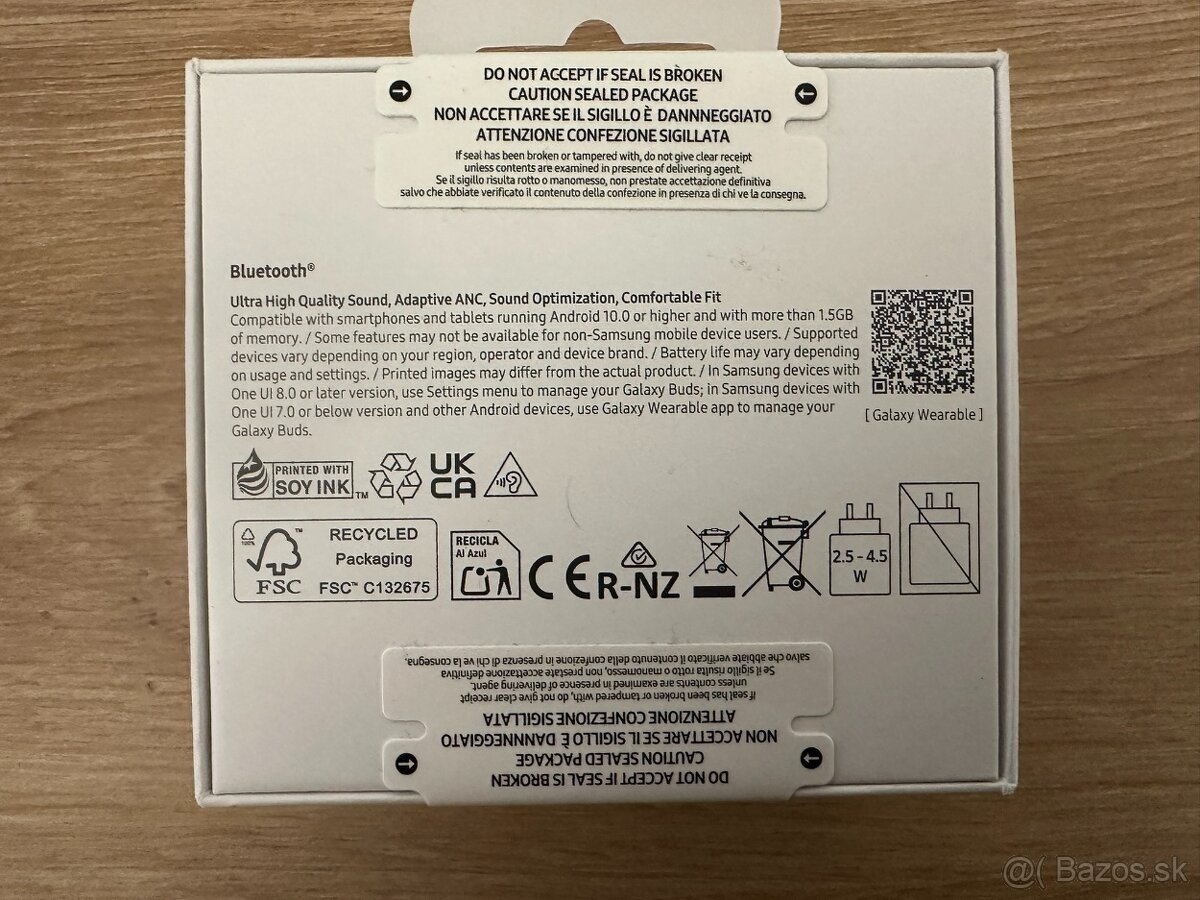 DO NOT ACCEPT IF SEAL IS BROKEN
CAUTION SEALED PACKAGE
NON ACCETTARE SE IL SIGILLO È DANNNEGGIATO
ATTENZIONE CONFEZIONE SIGILLATA
If seal has been broken or tampered with, do not give clear receipt
unless contents are examined in presence of delivering agent.
Se il sigillo risulta rotto o manomesso, non prestate accettazione definitiva
salvo che abbiate verificato il contenuto della confezione in presenza di chi ve la consegna.
Bluetooth®
Ultra High Quality Sound, Adaptive ANC, Sound Optimization, Comfortable Fit
Compatible with smartphones and tablets running Android 10.0 or higher and with more than 1.5GB
of memory. / Some features may not be available for non-Samsung mobile device users. / Supported
devices vary depending on your region, operator and device brand. / Battery life may vary depending
on usage and settings. / Printed images may differ from the actual product. / In Samsung devices with
One UI 8.0 or later version, use Settings menu to manage your Galaxy Buds; in Samsung devices with
One UI 7.0 or below version and other Android devices, use Galaxy Wearable app to manage your
Galaxy Buds.
[ Galaxy Wearable ]
PRINTED WITH
SOY INK™
UK
CA
100%
™
FSC
RECYCLED
Packaging
FSC™ C132675
RECICLA
Al Azul
CE
R-NZ
2.5 - 4.5
W
DO NOT ACCEPT IF SEAL IS BROKEN
CAUTION SEALED PACKAGE
NON ACCETTARE SE IL SIGILLO È DANNNEGGIATO
ATTENZIONE CONFEZIONE SIGILLATA
If seal has been broken or tampered with, do not give clear receipt
unless contents are examined in presence of delivering agent.
Se il sigillo risulta rotto o manomesso, non prestate accettazione definitiva
salvo che abbiate verificato il contenuto della confezione in presenza di chi ve la consegna.
@( Bazos.sk